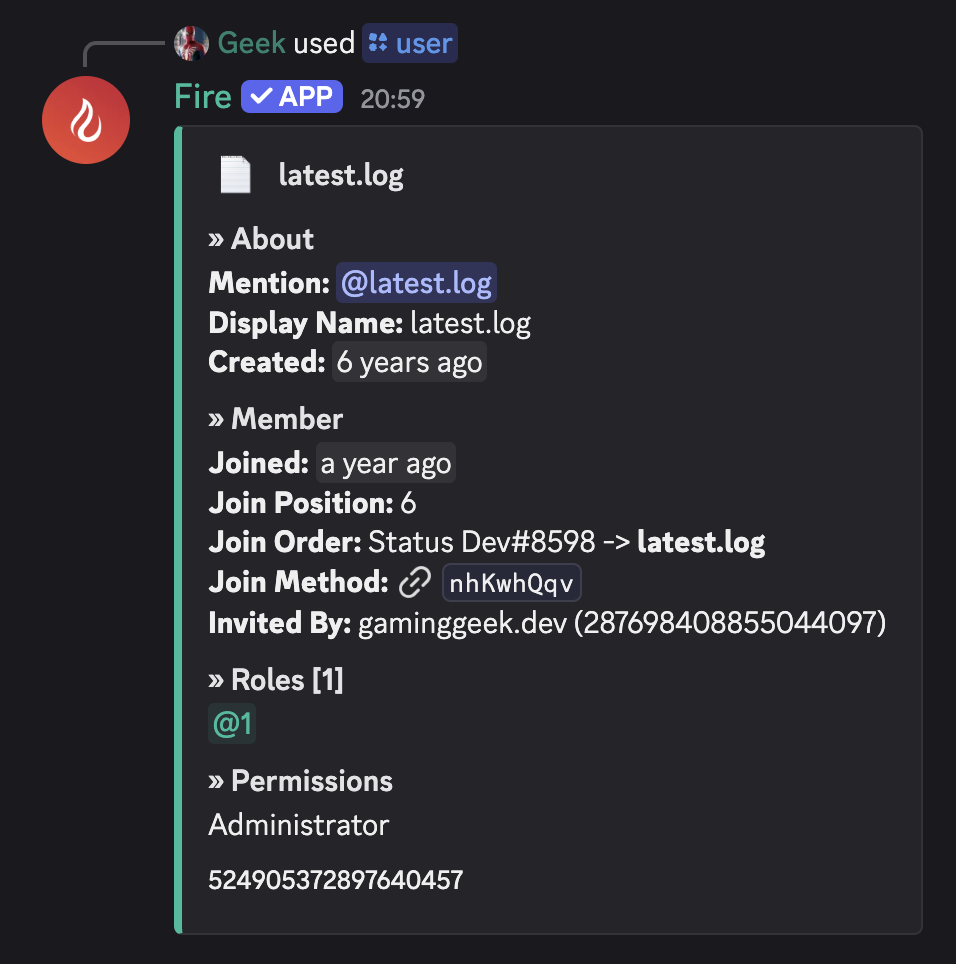 Geek used user
Fire APP 20:59
latest.log
» About
Mention: @latest.log
Display Name: latest.log
Created: 6 years ago
» Member
Joined: a year ago
Join Position: 6
Join Order: Status Dev#8598 -> latest.log
Join Method: nhKwhQqv
Invited By: gaminggeek.dev (287698408855044097)
» Roles [1]
@1
» Permissions
Administrator
524905372897640457